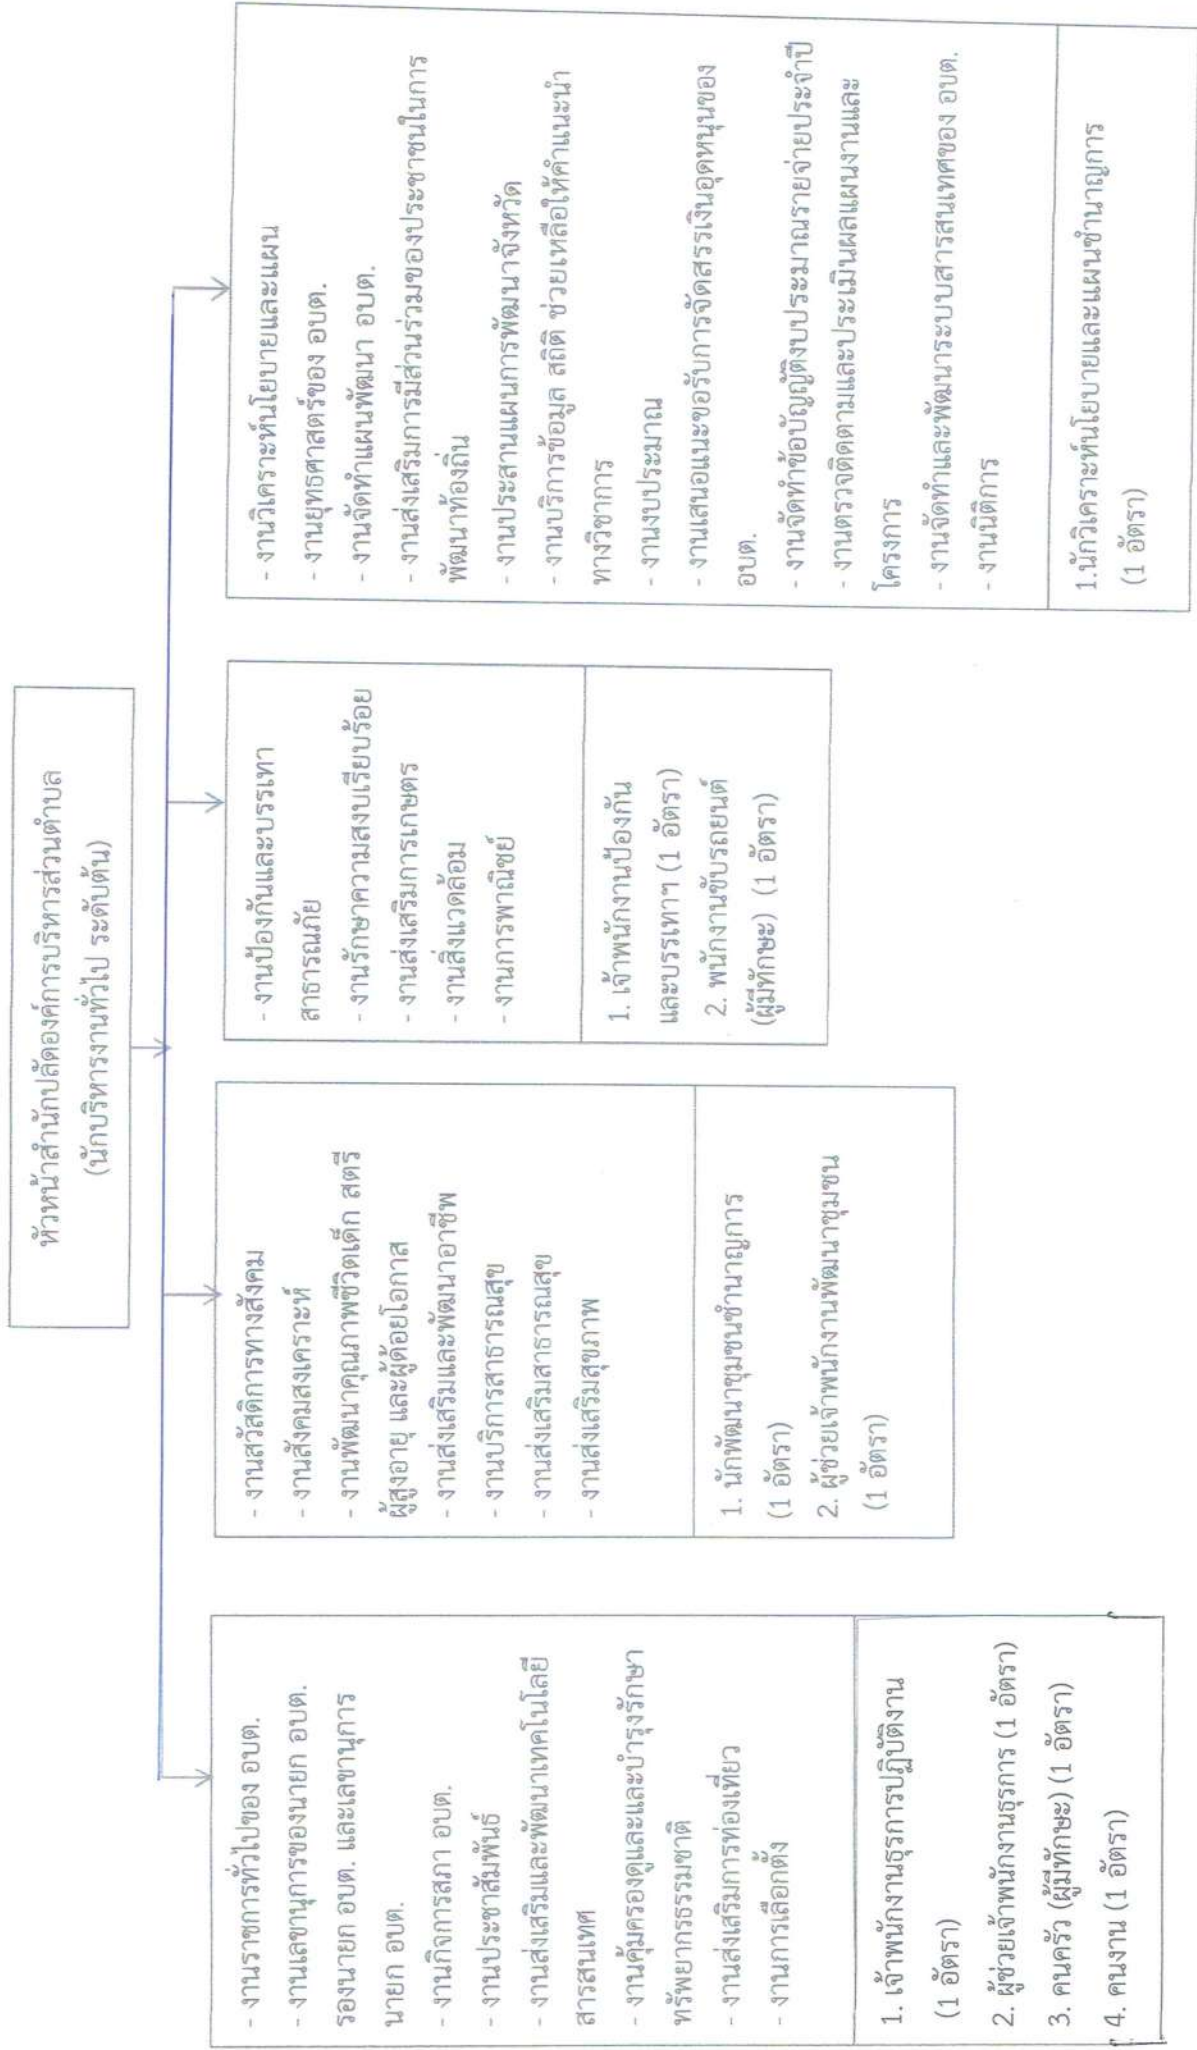 หัวหน้าสำนักปลัดองค์การบริหารส่วนตำบล
(นักบริหารงานทั่วไป ระดับต้น)
- งานราชการทั่วไปของ อบต.
- งานเลขานุการของนายก อบต.
รองนายก อบต. และเลขานุการ
นายก อบต.
- งานกิจการสภา อบต.
- งานประชาสัมพันธ์
- งานส่งเสริมและพัฒนาเทคโนโลยี
สารสนเทศ
- งานคุ้มครองดูและและบำรุงรักษา
ทรัพยากรธรรมชาติ
- งานส่งเสริมการท่องเที่ยว
- งานการเลือกตั้ง
1. เจ้าพนักงานธุรการปฏิบัติงาน
(1 อัตรา)
2. ผู้ช่วยเจ้าพนักงานธุรการ (1 อัตรา)
3. คนครัว (ผู้มีทักษะ) (1 อัตรา)
4. คนงาน (1 อัตรา)
- งานสวัสดิการทางสังคม
- งานสังคมสงเคราะห์
- งานพัฒนาคุณภาพชีวิตเด็ก สตรี
ผู้สูงอายุ และผู้ด้อยโอกาส
- งานส่งเสริมและพัฒนาอาชีพ
- งานบริการสาธารณสุข
- งานส่งเสริมสาธารณสุข
- งานส่งเสริมสุขภาพ
1. นักพัฒนาชุมชนชำนาญการ
(1 อัตรา)
2. ผู้ช่วยเจ้าพนักงานพัฒนาชุมชน
(1 อัตรา)
- งานป้องกันและบรรเทา
สาธารณภัย
- งานรักษาความสงบเรียบร้อย
- งานส่งเสริมการเกษตร
- งานสิ่งแวดล้อม
- งานการพาณิชย์
1. เจ้าพนักงานป้องกัน
และบรรเทาฯ (1 อัตรา)
2. พนักงานขับรถยนต์
(ผู้มีทักษะ) (1 อัตรา)
- งานวิเคราะห์นโยบายและแผน
- งานยุทธศาสตร์ของ อบต.
- งานจัดทำแผนพัฒนา อบต.
- งานส่งเสริมการมีส่วนร่วมของประชาชนในการ
พัฒนาท้องถิ่น
- งานประสานแผนการพัฒนาจังหวัด
- งานบริการข้อมูล สถิติ ช่วยเหลือให้คำแนะนำ
ทางวิชาการ
- งานงบประมาณ
- งานเสนอแนะขอรับการจัดสรรเงินอุดหนุนของ
อบต.
- งานจัดทำข้อบัญญัติงบประมาณรายจ่ายประจำปี
- งานตรวจติดตามและประเมินผลแผนงานและ
โครงการ
- งานจัดทำและพัฒนาระบบสารสนเทศของ อบต.
- งานนิติการ
1.นักวิเคราะห์นโยบายและแผนชำนาญการ
(1 อัตรา)